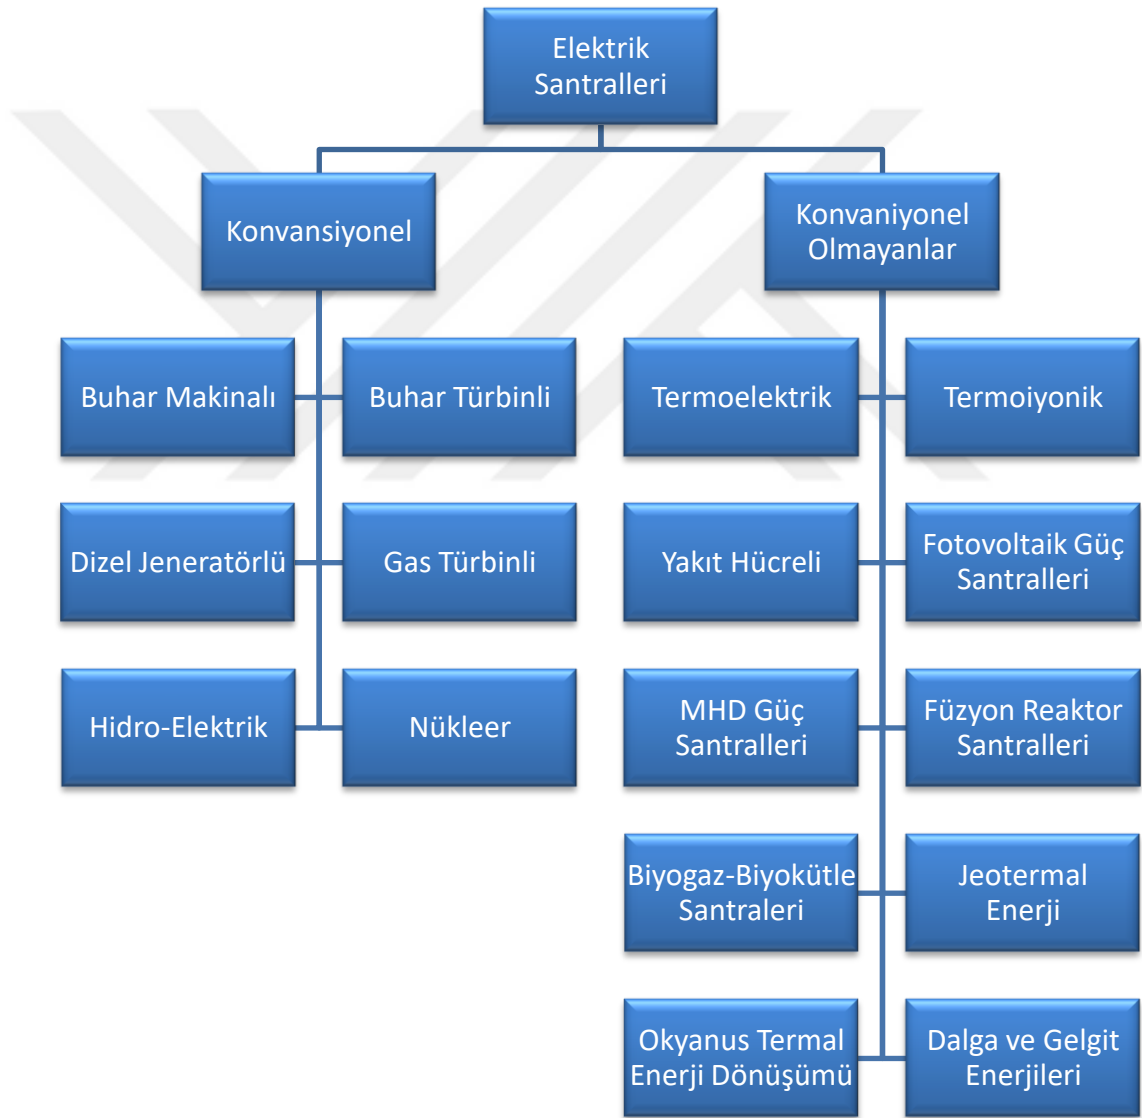 Elektrik
Santralleri
Konvansiyonel
Konvaniyonel
Olmayanlar
Buhar Makinalı
Buhar Türbinli
Termoelektrik
Termoiyonik
Dizel Jeneratörlü
Gas Türbinli
Yakıt Hücreli
Fotovoltaik Güç
Santralleri
Hidro-Elektrik
Nükleer
MHD Güç
Santralleri
Füzyon Reaktor
Santralleri
Biyogaz-Biyokütle
Santraleri
Jeotermal
Enerji
Okyanus Termal
Enerji Dönüşümü
Dalga ve Gelgit
Enerjileri